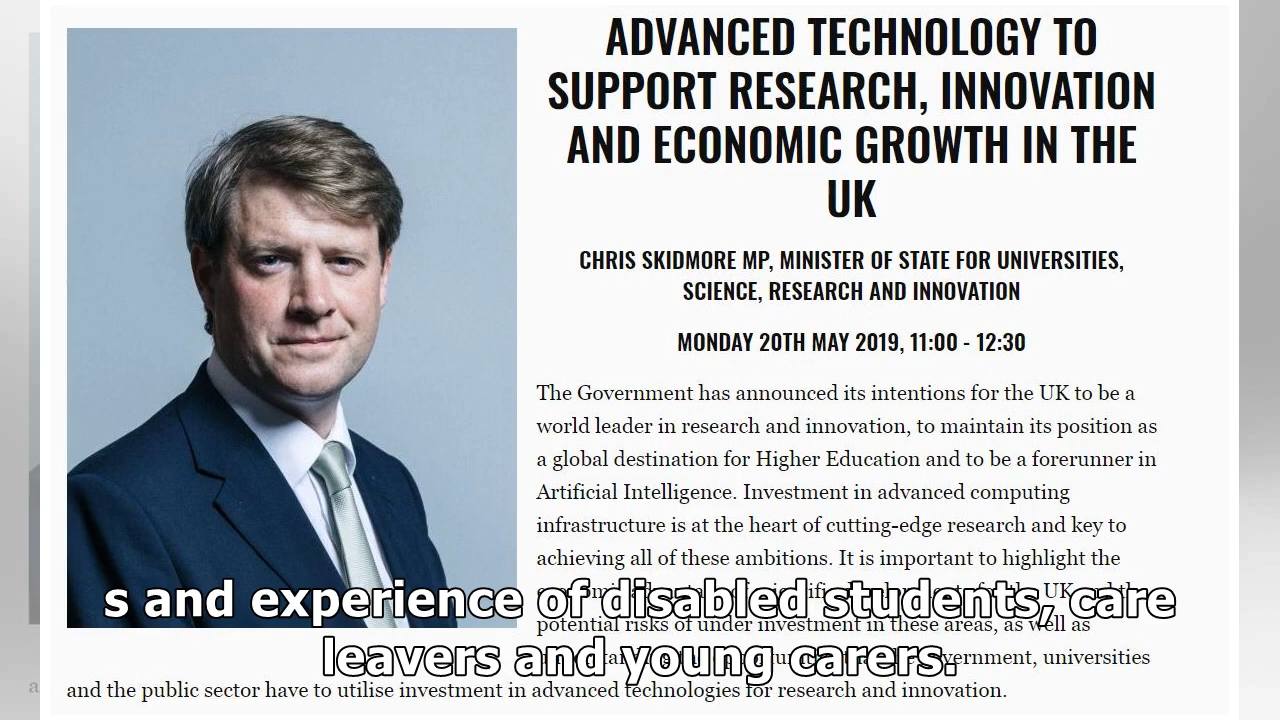 ADVANCED TECHNOLOGY TO
SUPPORT RESEARCH, INNOVATION
AND ECONOMIC GROWTH IN THE
UK
CHRIS SKIDMORE MP, MINISTER OF STATE FOR UNIVERSITIES,
SCIENCE, RESEARCH AND INNOVATION
MONDAY 20TH MAY 2019, 11:00 - 12:30
The Government has announced its intentions for the UK to be a
world leader in research and innovation, to maintain its position as
a global destination for Higher Education and to be a forerunner in
Artificial Intelligence. Investment in advanced computing
infrastructure is at the heart of cutting-edge research and key to
achieving all of these ambitions. It is important to highlight the
UK
potential risks of under investment in these areas, as well as
universities
and the public sector have to utilise investment in advanced technologies for research and innovation.
s and experience of disabled students, care
leavers and young carers.